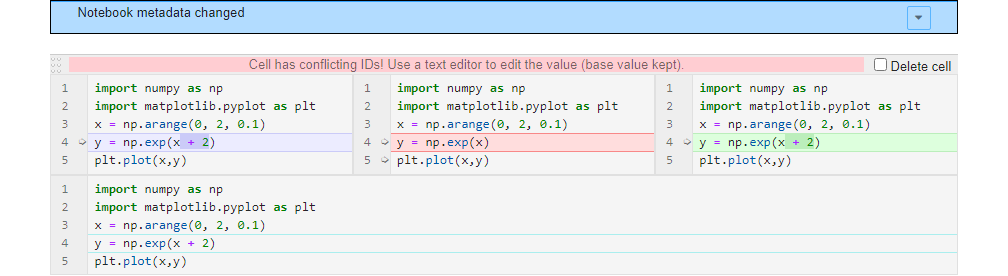 Notebook metadata changed
Cell has conflicting IDs! Use a text editor to edit the value (base value kept).
Delete cell
1 import numpy as np
2 import matplotlib.pyplot as plt
3 x = np.arange(0, 2, 0.1)
4 y = np.exp(x + 2)
5 plt.plot(x,y)
1 import numpy as np
2 import matplotlib.pyplot as plt
3 x = np.arange(0, 2, 0.1)
4 y = np.exp(x)
5 plt.plot(x,y)
1 import numpy as np
2 import matplotlib.pyplot as plt
3 x = np.arange(0, 2, 0.1)
4 y = np.exp(x + 2)
5 plt.plot(x,y)
1 import numpy as np
2 import matplotlib.pyplot as plt
3 x = np.arange(0, 2, 0.1)
4 y = np.exp(x + 2)
5 plt.plot(x,y)